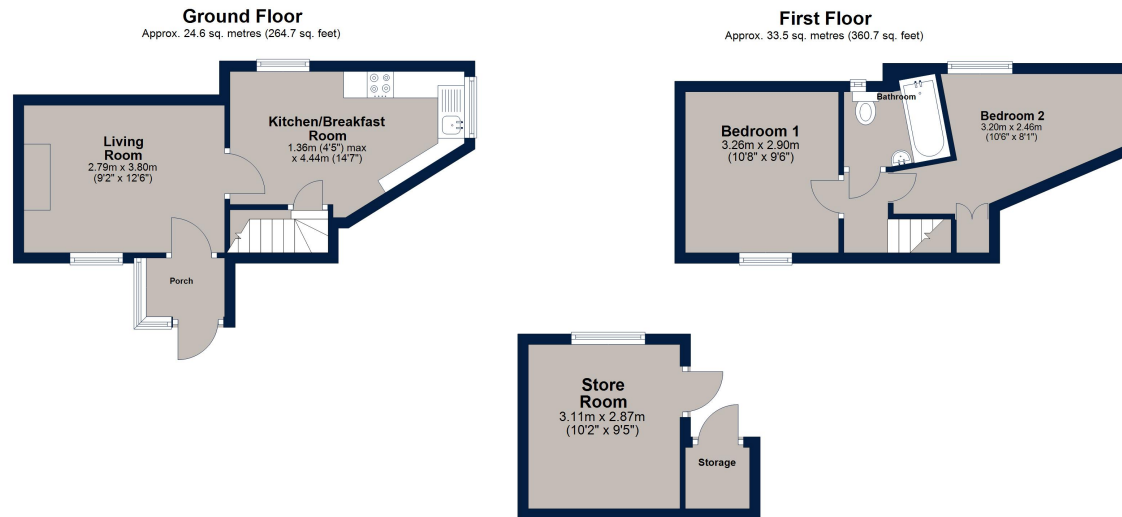 Ground Floor
Approx. 24.6 sq. metres (264.7 sq. feet)
Living
Room
2.79m x 3.80m
(9'2" x 12'6")
Kitchen/Breakfast
Room
1.36m (4'5") max
x 4.44m (14'7")
Porch
First Floor
Approx. 33.5 sq. metres (360.7 sq. feet)
Bedroom 1
3.26m x 2.90m
(10'8" x 9'6")
Bathroom
Bedroom 2
3.20m x 2.46m
(10'6" x 8'1")
Store
Room
3.11m x 2.87m
(10'2" x 9'5")
Storage